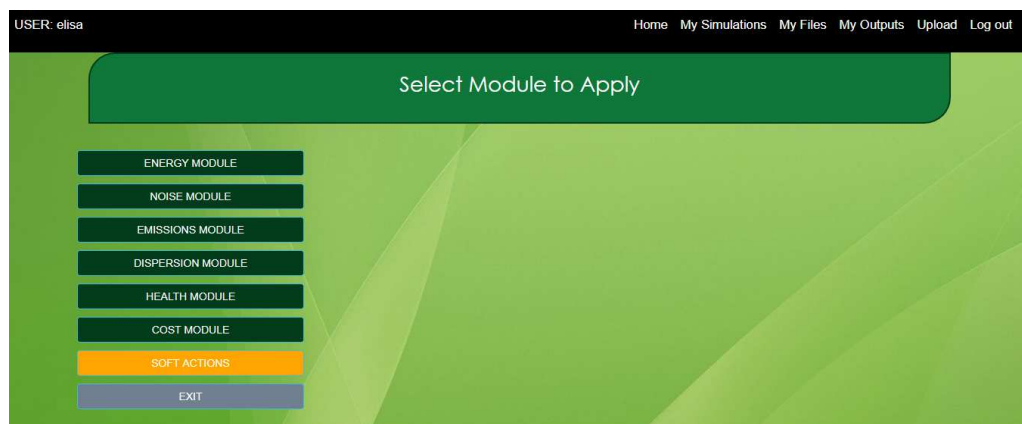 USER: elisa
Home My Simulations My Files My Outputs Upload Log out
Select Module to Apply
ENERGY MODULE
NOISE MODULE
EMISSIONS MODULE
DISPERSION MODULE
HEALTH MODULE
COST MODULE
SOFT ACTIONS
EXIT